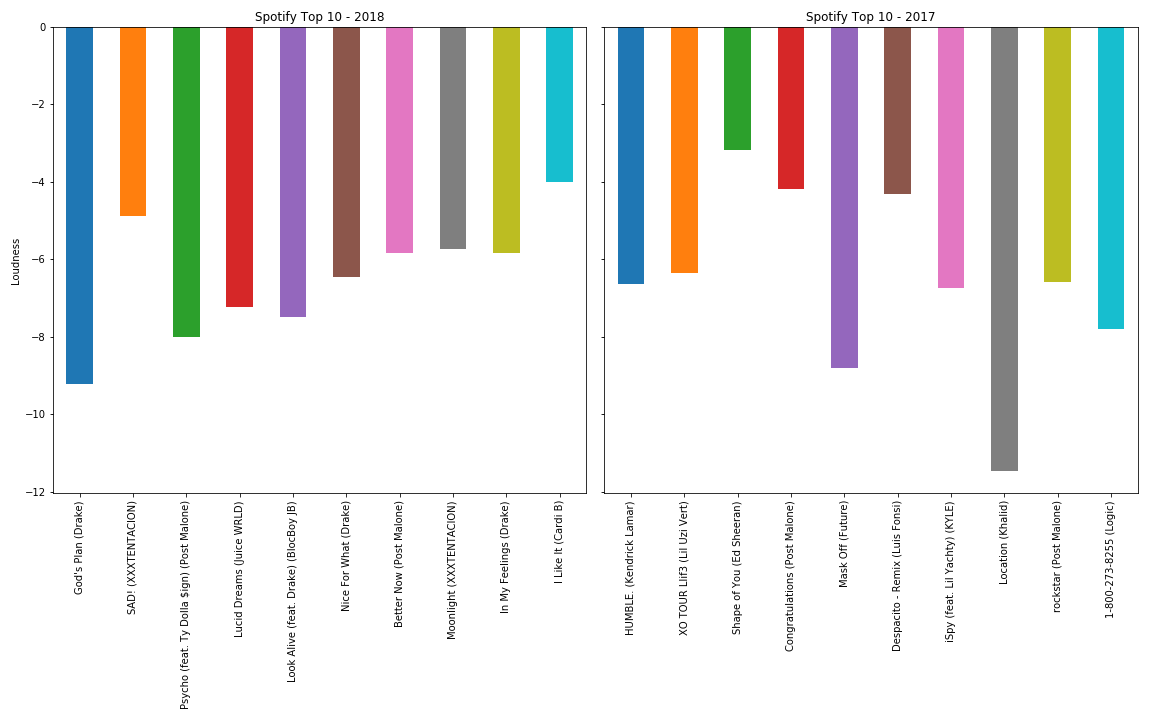 Spotify Top 10 - 2018
Spotify Top 10 - 2017
Loudness
0
−2
−4
−6
−8
−10
−12
God's Plan (Drake)
SAD! (XXXTENTACION)
Psycho (feat. Ty Dolla $ign) (Post Malone)
Lucid Dreams (Juice WRLD)
Look Alive (feat. Drake) (BlocBoy JB)
Nice For What (Drake)
Better Now (Post Malone)
Moonlight (XXXTENTACION)
In My Feelings (Drake)
I Like It (Cardi B)
HUMBLE. (Kendrick Lamar)
XO TOUR Llif3 (Lil Uzi Vert)
Shape of You (Ed Sheeran)
Congratulations (Post Malone)
Mask Off (Future)
Despacito - Remix (Luis Fonsi)
iSpy (feat. Lil Yachty) (KYLE)
Location (Khalid)
rockstar (Post Malone)
1-800-273-8255 (Logic)